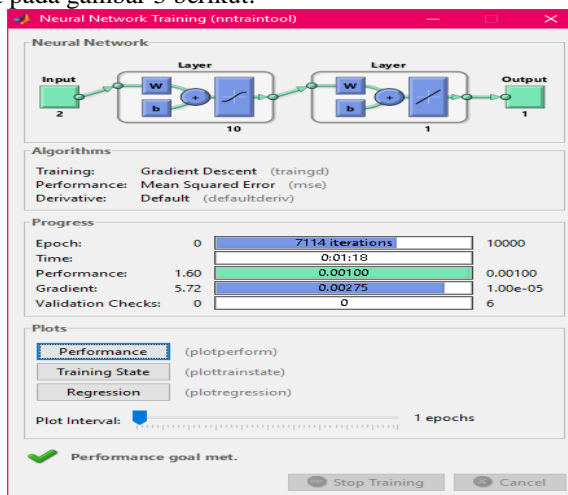 pada gambar 3 berikut.
Neural Network Training (nntraintool)
Neural Network
Layer Layer
Input Output
W W
b b
2 10 1 1
Algorithms
Training: Gradient Descent (traingd)
Performance: Mean Squared Error (mse)
Derivative: Default (defaultderiv)
Progress
Epoch: 0 7114 iterations 10000
Time: 0:01:18
Performance: 1.60 0.00100 0.00100
Gradient: 5.72 0.00275 1.00e-05
Validation Checks: 0 0 6
Plots
Performance (plotperform)
Training State (plottrainstate)
Regression (plotregression)
Plot Interval: 1 epochs
Performance goal met.
Stop Training Cancel